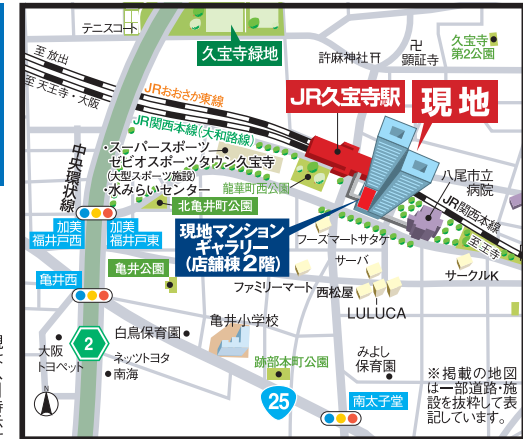 テニスコート
久宝寺緑地
許麻神社
顕証寺
久宝寺
第2公園
至 放出
至 天王寺・大阪
JRおおさか東線
JR久宝寺駅
現地
JR関西本線(大和路線)
・スーパースポーツ
ゼビオスポーツタウン久宝寺
(大型スポーツ施設)
・水みらいセンター
龍華町西公園
八尾市立
病院
中央環状線
北亀井町公園
JR関西本線
至 王寺
加美
福井戸西
加美
福井戸東
現地マンション
ギャラリー
(店舗棟2階)
フースマートサタケ
サーバ
サークルK
亀井西
亀井公園
ファミリーマート
西松屋
LULUCA
亀井小学校
2
白鳥保育園
大阪
トヨペット
ネッツトヨタ
南海
跡部本町公園
みよし
保育園
N
25
南太子堂
※掲載の地図
は一部道路・施
設を抜粋して表
記しています。